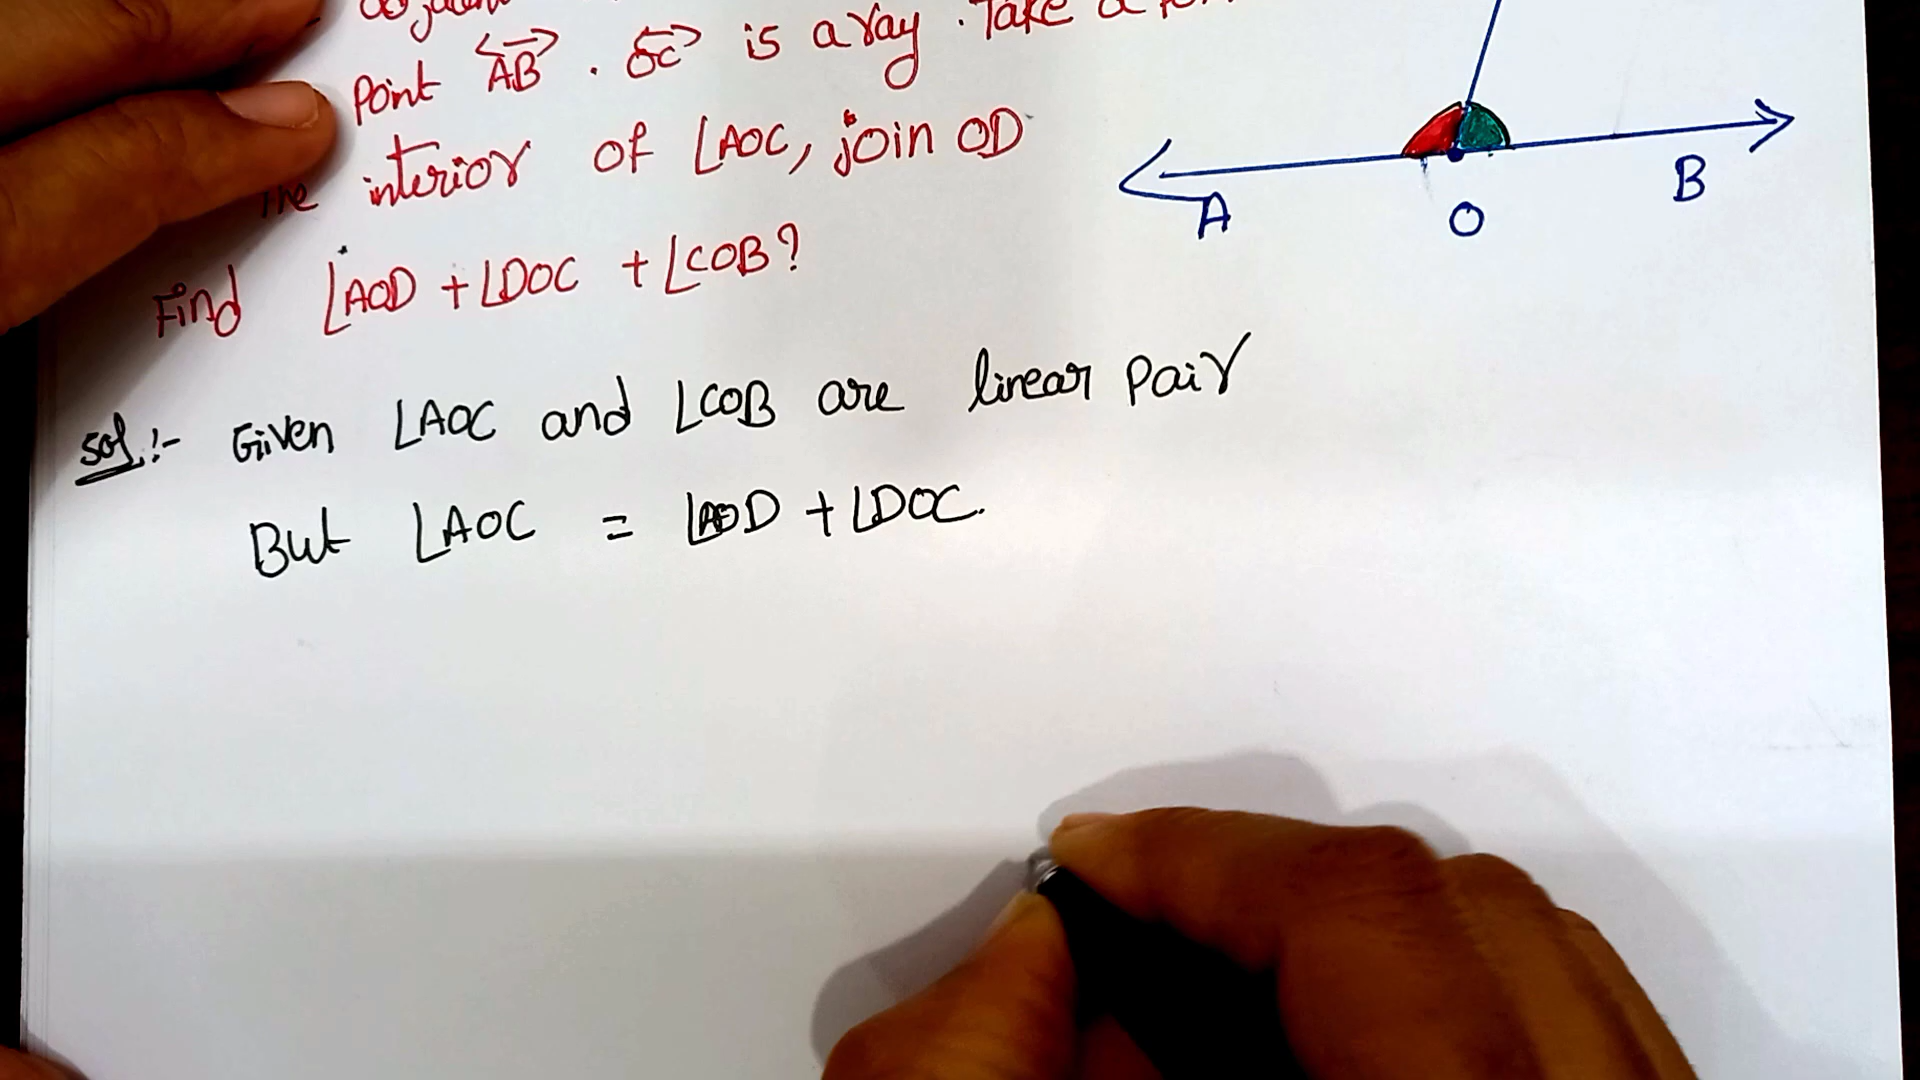 Point AB . OC is a ray . Take a
the interior of ∠AOC, join OD
Find ∠AOD + ∠DOC + ∠COB?
Sol:- Given ∠AOC and ∠COB are linear pair
But ∠AOC = ∠AOD + ∠DOC.
A
O
B